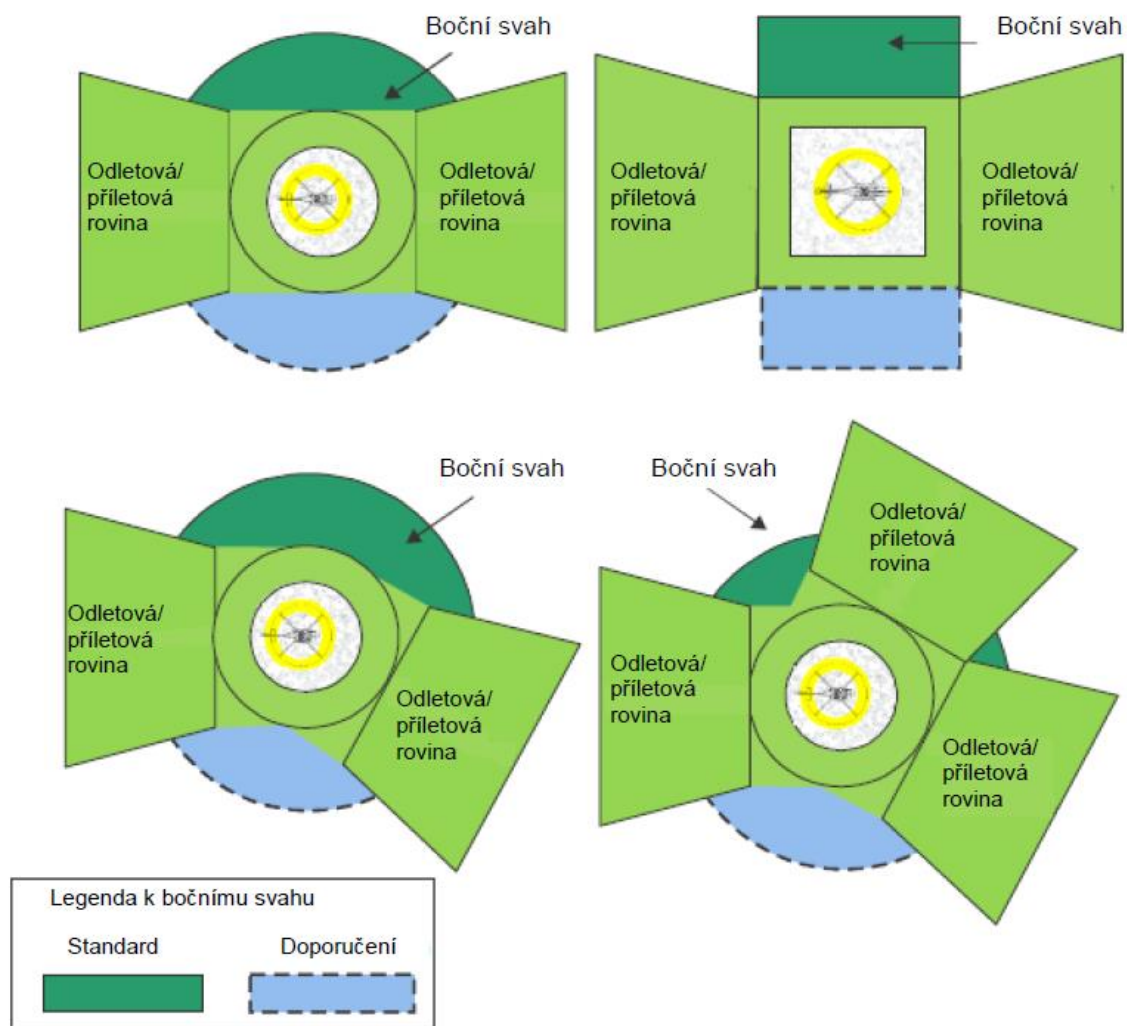 Boční svah
Odletová/
příletová
rovina
Odletová/
příletová
rovina
Boční svah
Odletová/
příletová
rovina
Odletová/
příletová
rovina
Boční svah
Odletová/
příletová
rovina
Odletová/
příletová
rovina
Boční svah
Odletová/
příletová
rovina
Odletová/
příletová
rovina
Odletová/
příletová
rovina
Legenda k bočnímu svahu
Standard
Doporučení